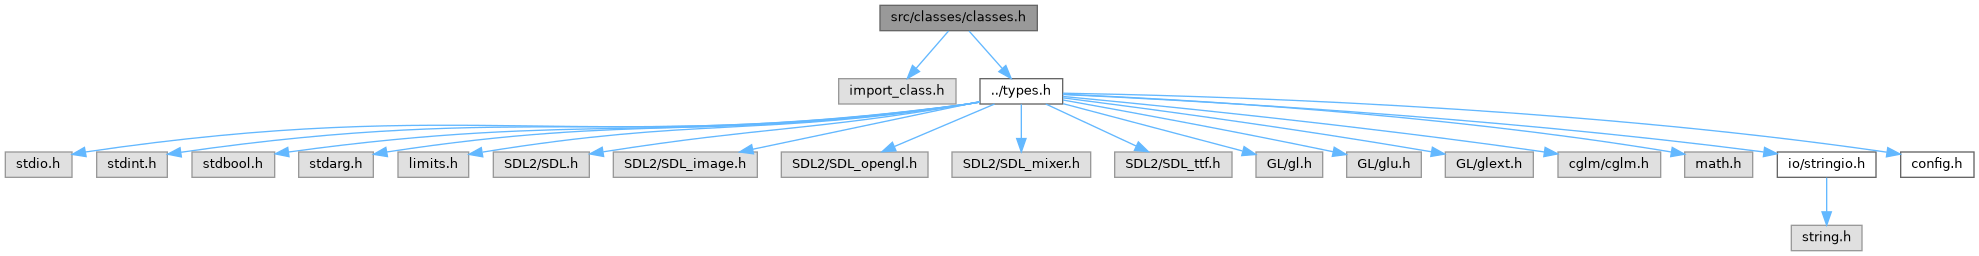 src/classes/classes.h
import_class.h
../types.h
stdio.h
stdint.h
stdbool.h
stdarg.h
limits.h
SDL2/SDL.h
SDL2/SDL_image.h
SDL2/SDL_opengl.h
SDL2/SDL_mixer.h
SDL2/SDL_ttf.h
GL/gl.h
GL/glu.h
GL/glext.h
cglm/cglm.h
math.h
io/stringio.h
config.h
string.h